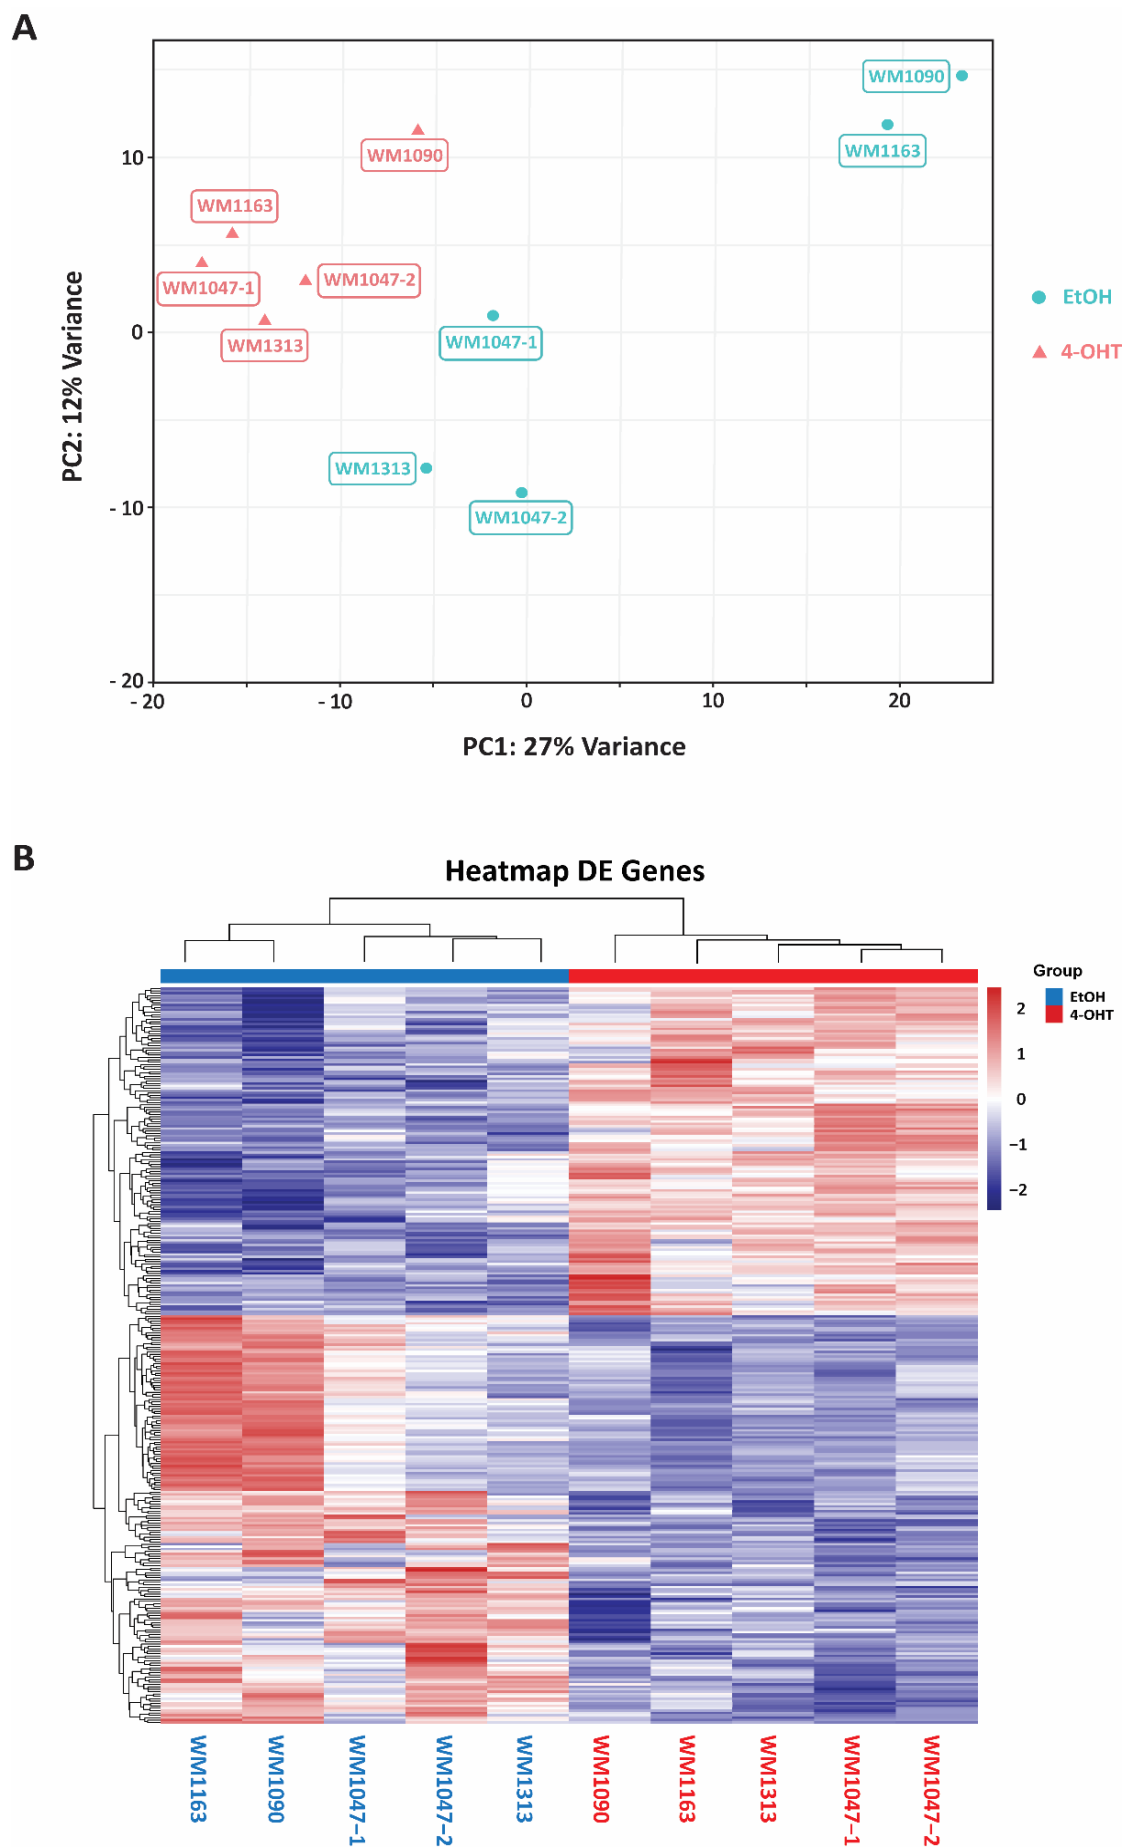 A
WM1090
WM1163
WM1090
WM1163
WM1047-1
WM1047-2
WM1313
WM1047-1
WM1313
WM1047-2
10
0
- 10
- 20
- 20
- 10
0
10
20
PC2: 12% Variance
PC1: 27% Variance
EtOH
4-OHT
B
Heatmap DE Genes
Group
EtOH
4-OHT
2
1
0
−1
−2
WM1163
WM1090
WM1047−1
WM1047−2
WM1313
WM1090
WM1163
WM1313
WM1047−1
WM1047−2